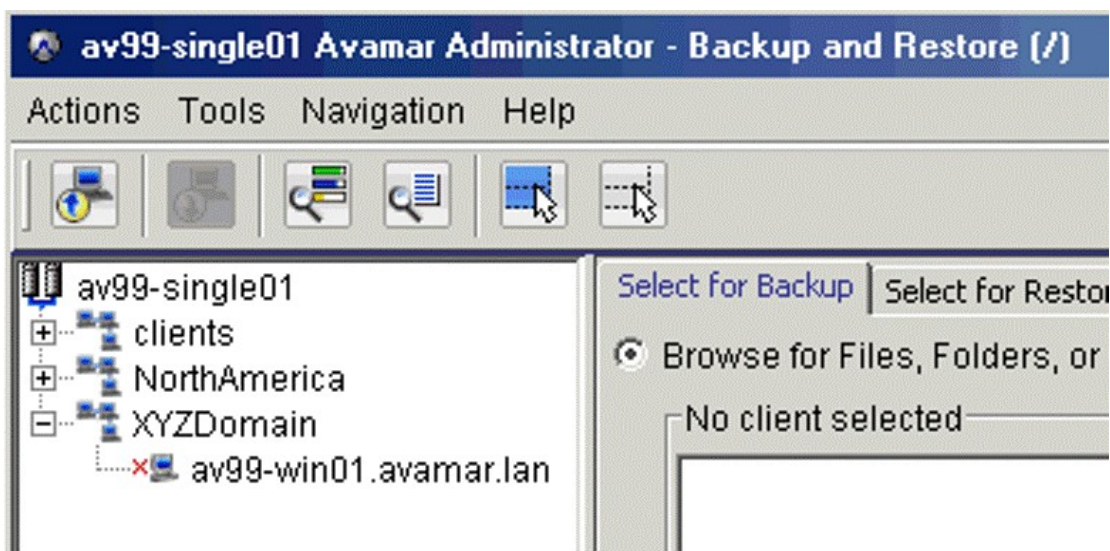 av99-single01 Avamar Administrator - Backup and Restore (/)
Actions Tools Navigation Help
av99-single01
clients
NorthAmerica
XYZDomain
av99-win01.avamar.lan
Select for Backup Select for Restor
Browse for Files, Folders, or
No client selected